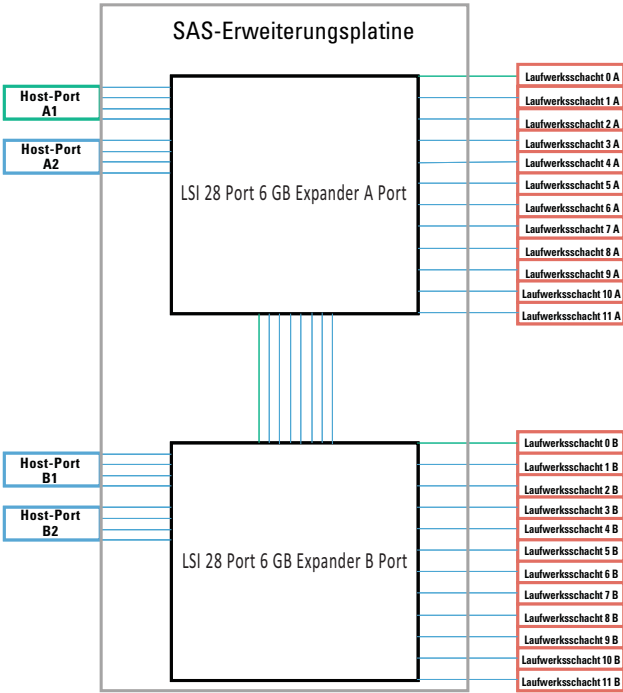 SAS-Erweiterungsplatine
Host-Port
A1
Host-Port
A2
LSI 28 Port 6 GB Expander A Port
Laufwerksschacht 0 A
Laufwerksschacht 1 A
Laufwerksschacht 2 A
Laufwerksschacht 3 A
Laufwerksschacht 4 A
Laufwerksschacht 5 A
Laufwerksschacht 6 A
Laufwerksschacht 7 A
Laufwerksschacht 8 A
Laufwerksschacht 9 A
Laufwerksschacht 10 A
Laufwerksschacht 11 A
Host-Port
B1
Host-Port
B2
LSI 28 Port 6 GB Expander B Port
Laufwerksschacht 0 B
Laufwerksschacht 1 B
Laufwerksschacht 2 B
Laufwerksschacht 3 B
Laufwerksschacht 4 B
Laufwerksschacht 5 B
Laufwerksschacht 6 B
Laufwerksschacht 7 B
Laufwerksschacht 8 B
Laufwerksschacht 9 B
Laufwerksschacht 10 B
Laufwerksschacht 11 B